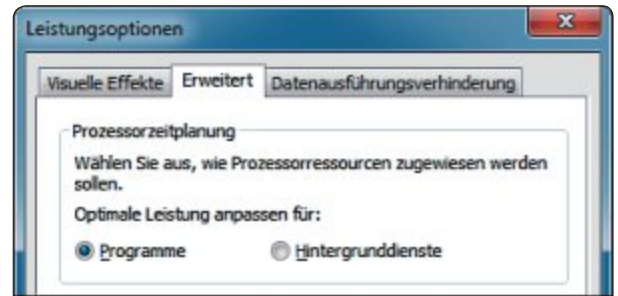 Leistungsoptionen
Visuelle Effekte
Erweitert
Datenausführungsverhinderung
Prozessorzeitplanung
Wählen Sie aus, wie Prozessorressourcen zugewiesen werden
sollen.
Optimale Leistung anpassen für:
Programme
Hintergrunddienste